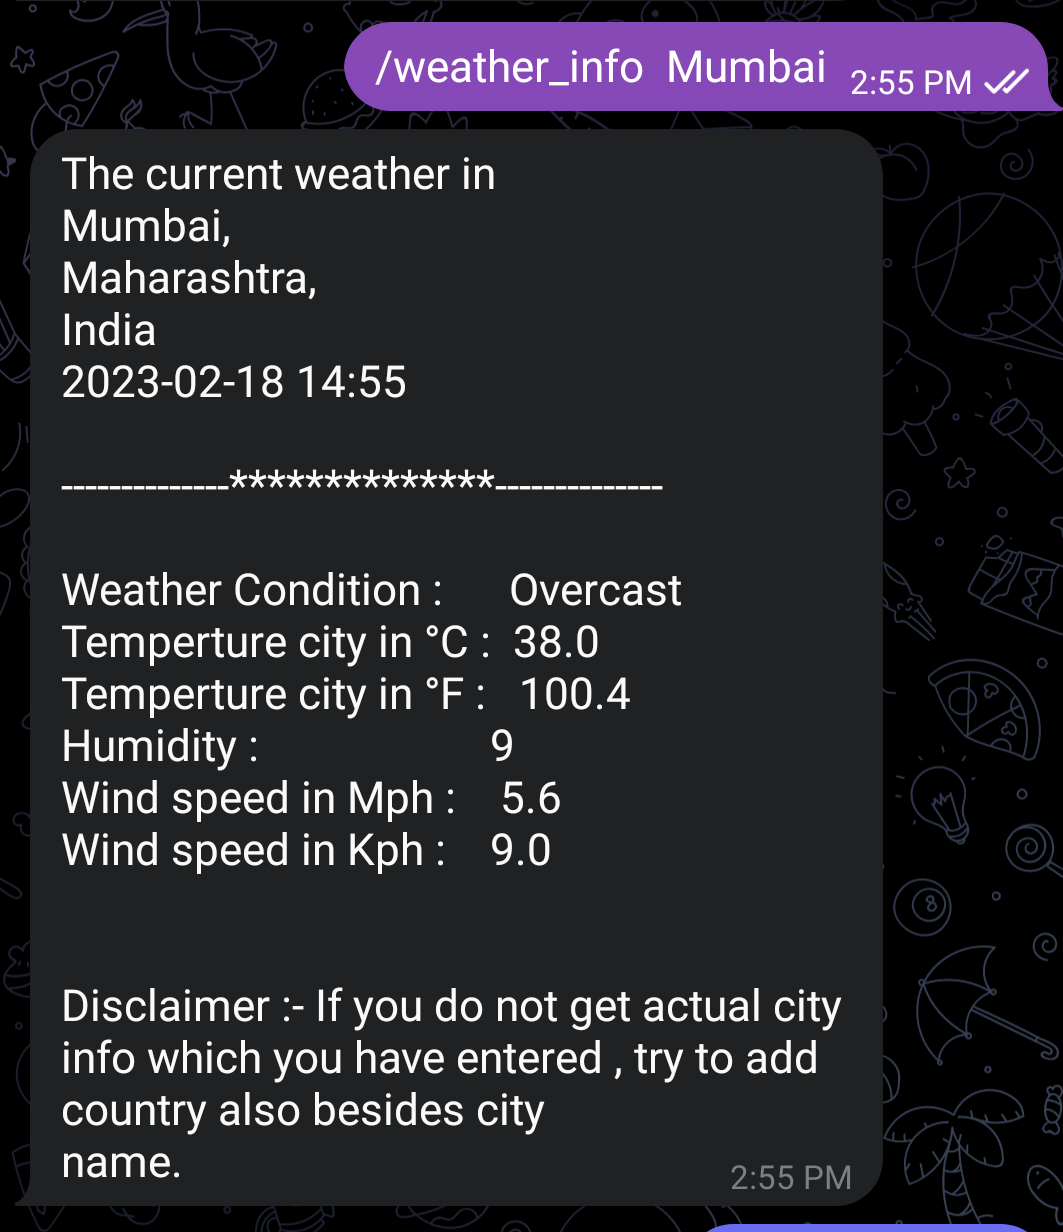 /weather_info  Mumbai 2:55 PM
The current weather in
Mumbai,
Maharashtra,
India
2023-02-18 14:55
--------------**************--------------
Weather Condition :      Overcast
Temperture city in °C :  38.0
Temperture city in °F :   100.4
Humidity :                     9
Wind speed in Mph :    5.6
Wind speed in Kph :    9.0
Disclaimer :- If you do not get actual city
info which you have entered , try to add
country also besides city
name.
2:55 PM